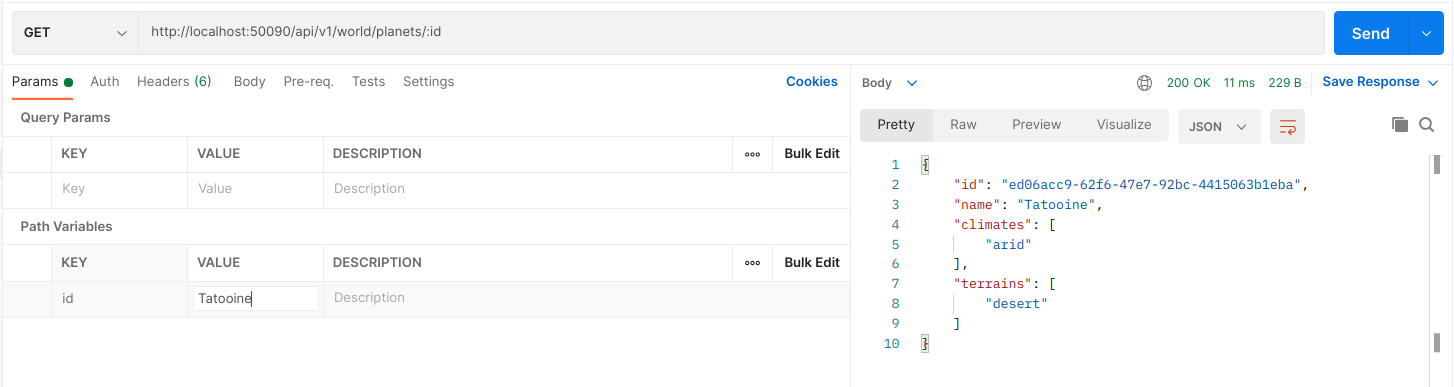 GET http://localhost:50090/api/v1/world/planets/:id Send
Params Auth Headers (6) Body Pre-req. Tests Settings Cookies
Query Params
KEY VALUE DESCRIPTION ooo Bulk Edit
Key Value Description
Path Variables
KEY VALUE DESCRIPTION ooo Bulk Edit
id Tatooine Description
Body 200 OK 11 ms 229 B Save Response
Pretty Raw Preview Visualize JSON
1 {
2 "id": "ed06acc9-62f6-47e7-92bc-4415063b1eba",
3 "name": "Tatooine",
4 "climates": [
5 "arid"
6 ],
7 "terrains": [
8 "desert"
9 ]
10 }